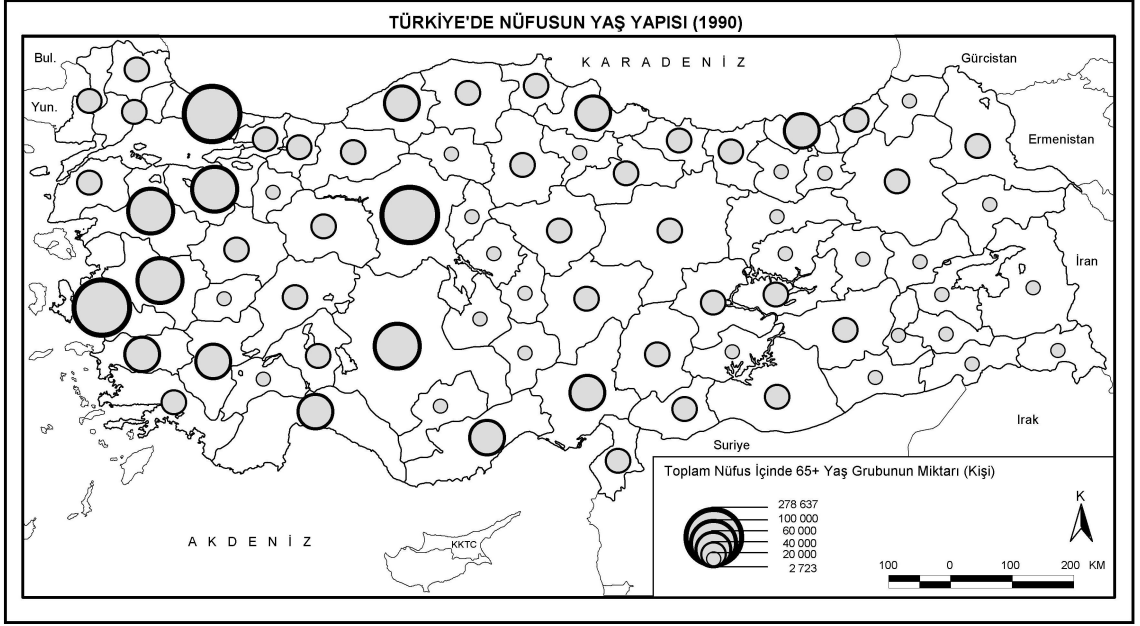 TÜRKİYE'DE NÜFUSUN YAŞ YAPISI (1990)
Bul.
KARADENİZ
Gürcistan
Yun.
Ermenistan
İran
Irak
Suriye
Toplam Nüfus İçinde 65+ Yaş Grubunun Miktarı (Kişi)
278 637
100 000
60 000
40 000
20 000
2 723
K
AKDENİZ
KKTC
100 0 100 200 KM